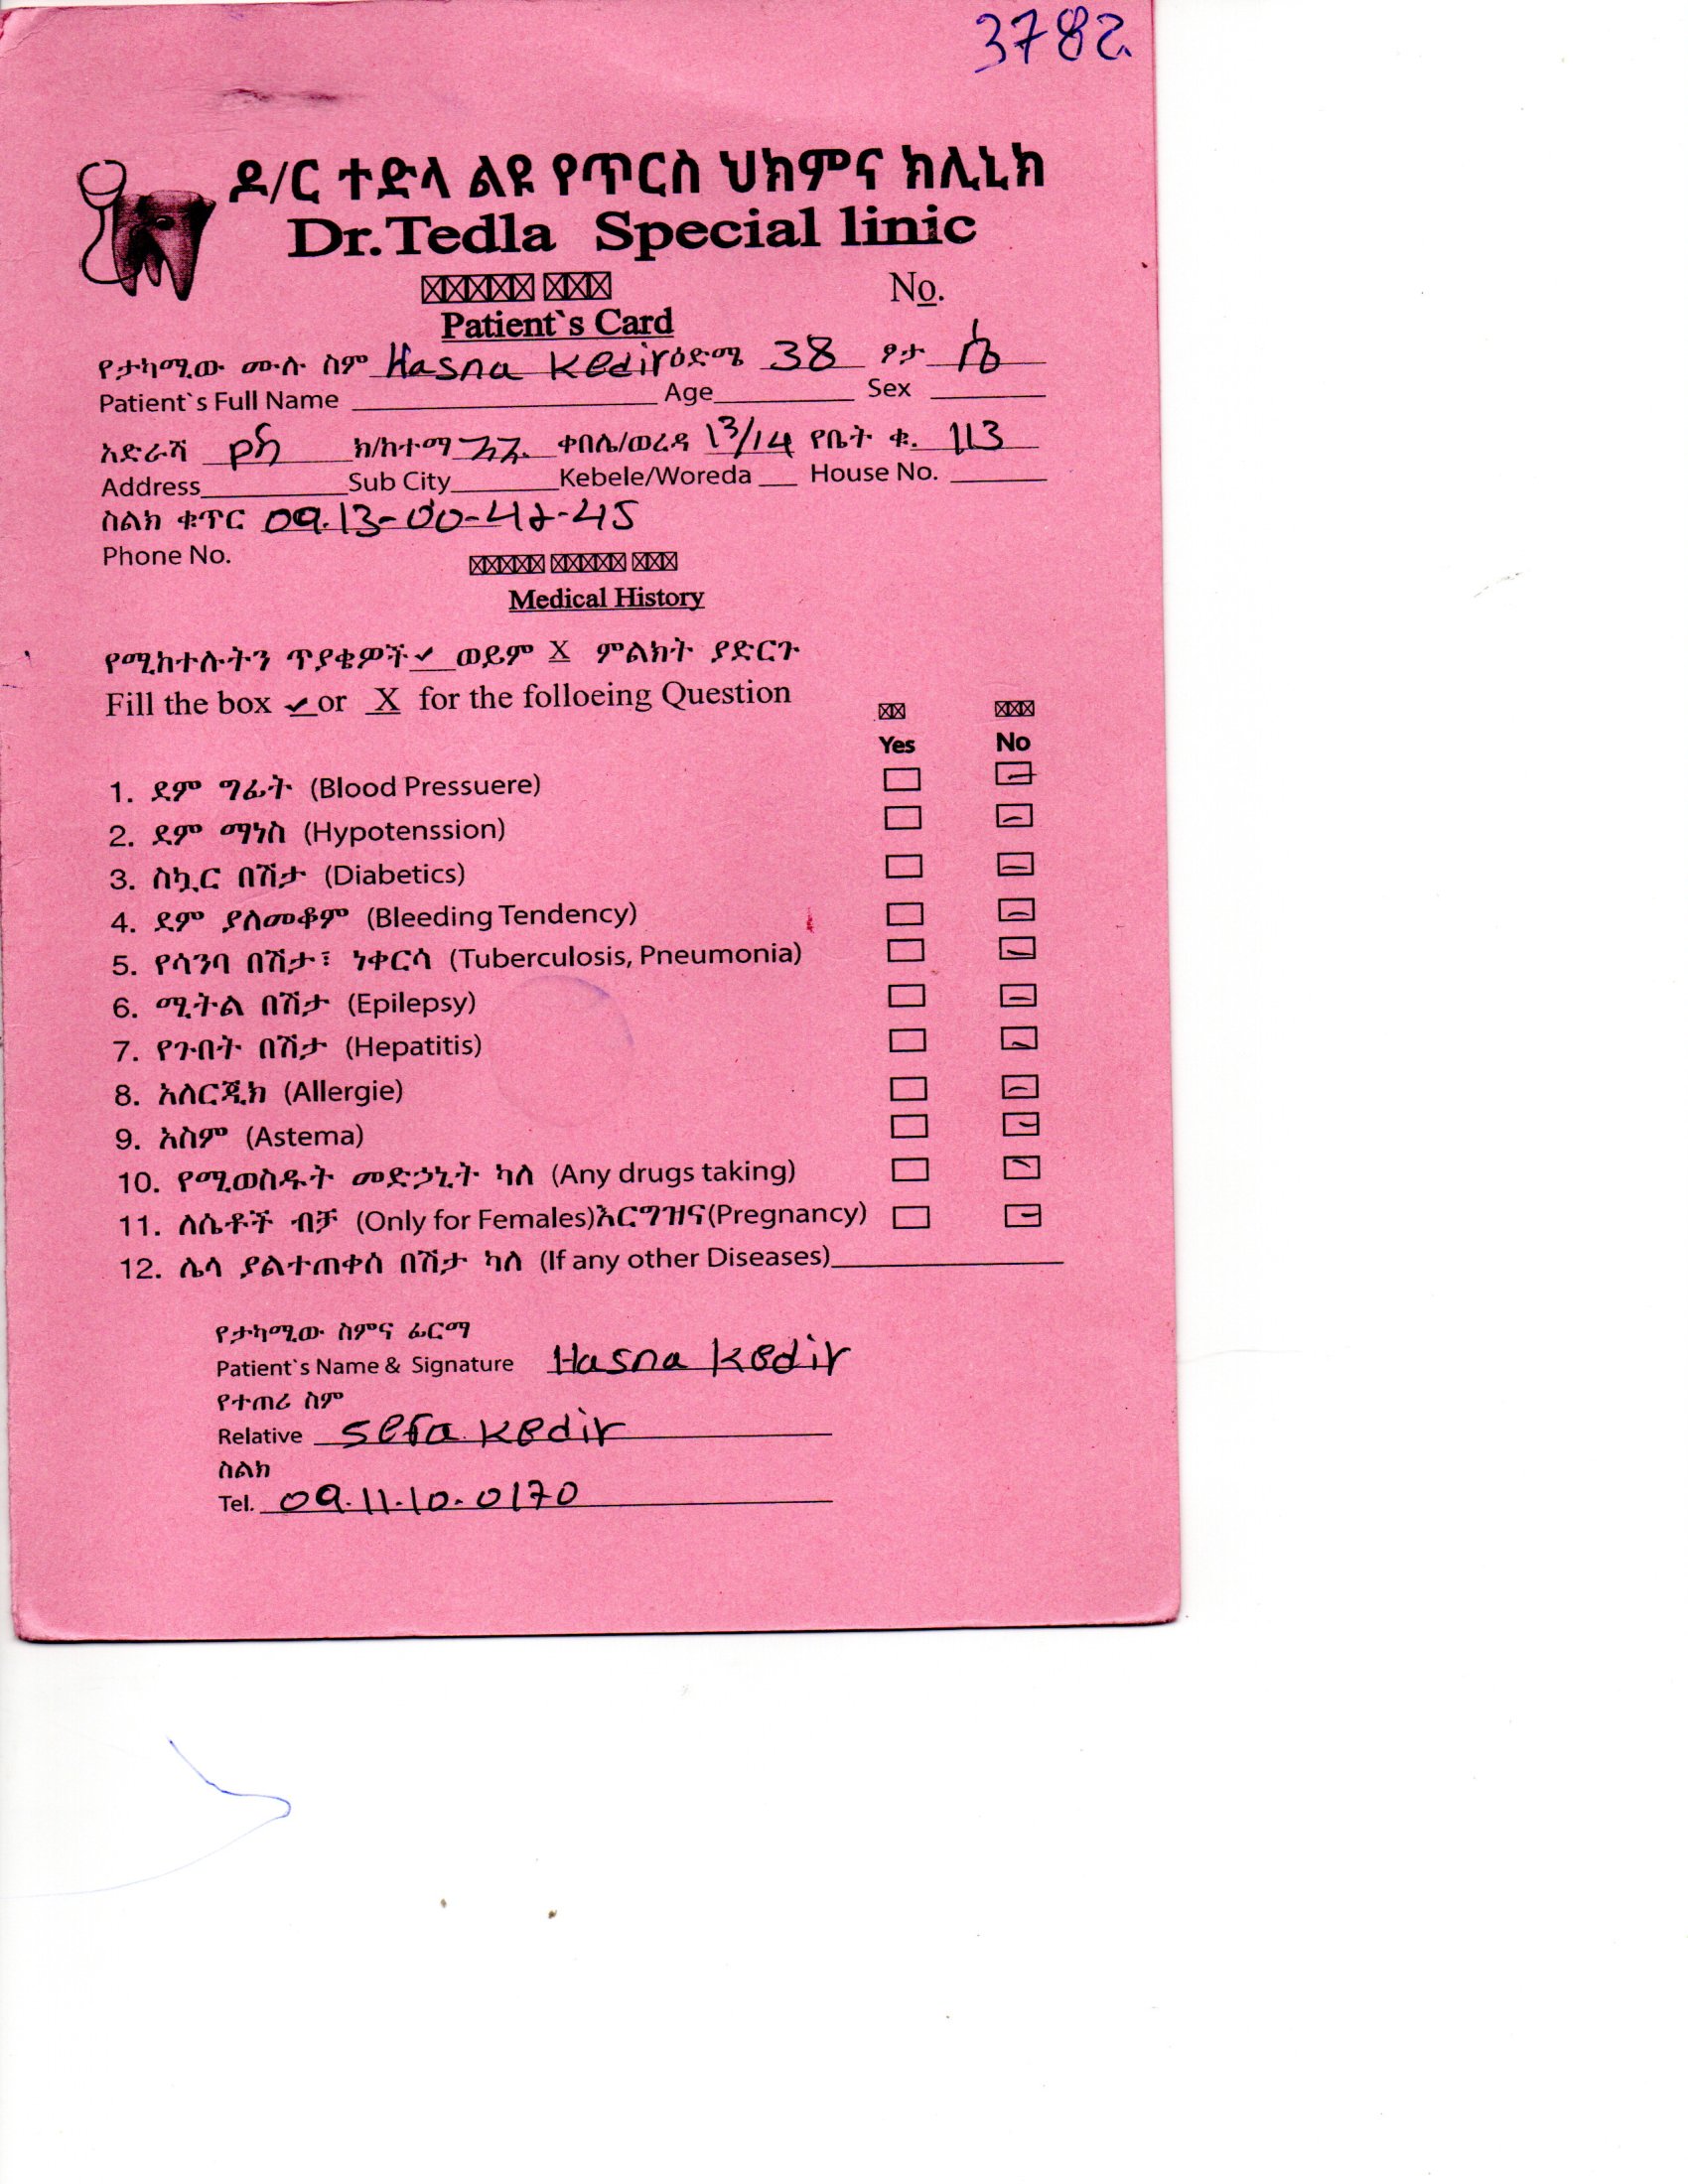 3782
ዶ/ር ተድላ ልዩ የጥርስ ህክምና ክሊኒክ
Dr.Tedla Special linic
No.
Patient`s Card
የታካሚው ሙሉ ስም Hasna Kedir ዕድሜ 38 ፆታ ሴ
Patient`s Full Name Age Sex
አድራሻ ክ/ከተማ ቀበሌ/ወረዳ 13/14 የቤት ቁ. 113
Address Sub City Kebele/Woreda House No.
ስልክ ቁጥር 09.13-00-42-45
Phone No.
Medical History
የሚከተሉትን ጥያቄዎች ✓ ወይም X ምልክት ያድርጉ
Fill the box ✓ or X for the folloeing Question
Yes No
1. ደም ግፊት (Blood Pressuere)
2. ደም ማነስ (Hypotenssion)
3. ስኳር በሽታ (Diabetics)
4. ደም ያለመቆም (Bleeding Tendency)
5. የሳንባ በሽታ፣ ነቀርሳ (Tuberculosis, Pneumonia)
6. ሚትል በሽታ (Epilepsy)
7. የጉበት በሽታ (Hepatitis)
8. አለርጂክ (Allergie)
9. አስም (Astema)
10. የሚወስዱት መድኃኒት ካለ (Any drugs taking)
11. ለሴቶች ብቻ (Only for Females)እርግዝና(Pregnancy)
12. ሌላ ያልተጠቀሰ በሽታ ካለ (If any other Diseases)
የታካሚው ስምና ፊርማ
Patient`s Name & Signature Hasna Kedir
የተጠሪ ስም
Relative sefa kedir
ስልክ
Tel. 09.11.10.0170